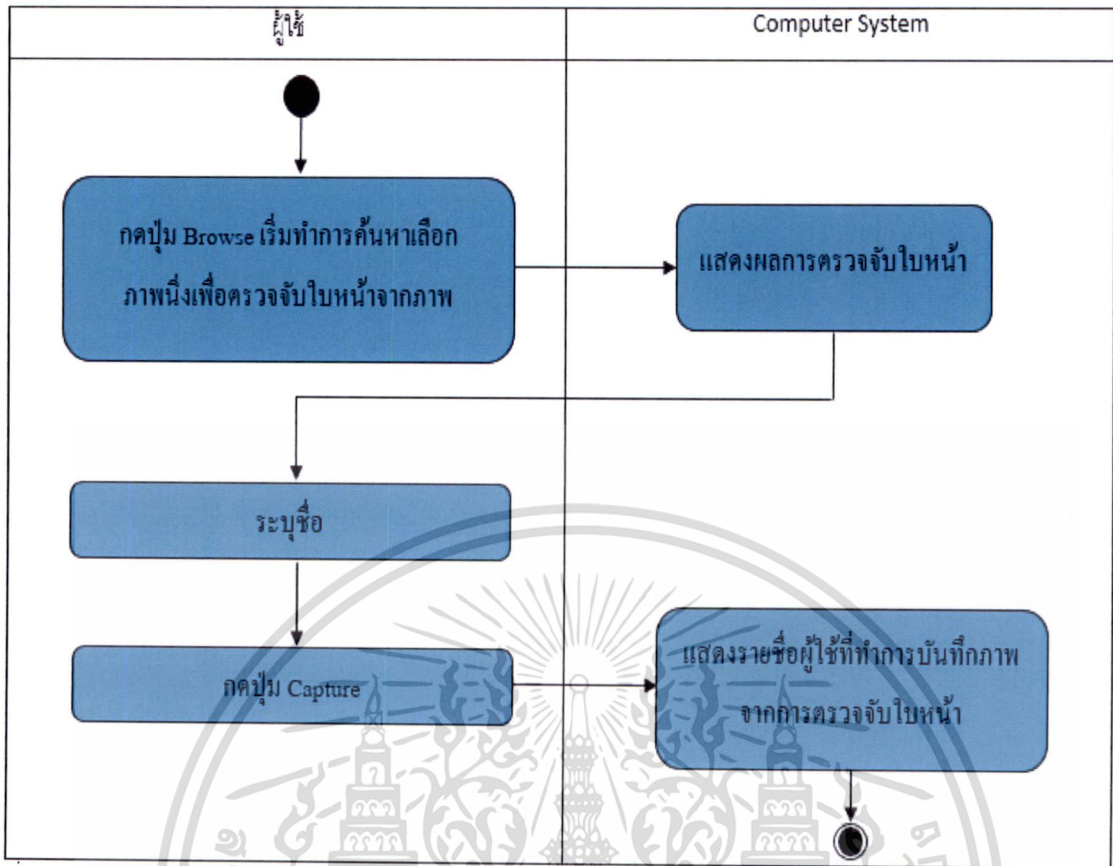 ผู้ใช้
Computer System
กดปุ่ม Browse เริ่มทำการค้นหาเลือก
ภาพนึ่งเพื่อตรวจจับใบหน้าจากภาพ
แสดงผลการตรวจจับใบหน้า
ระบุชื่อ
กดปุ่ม Capture
แสดงรายชื่อผู้ใช้ที่ทำการบันทึกภาพ
จากการตรวจจับใบหน้า